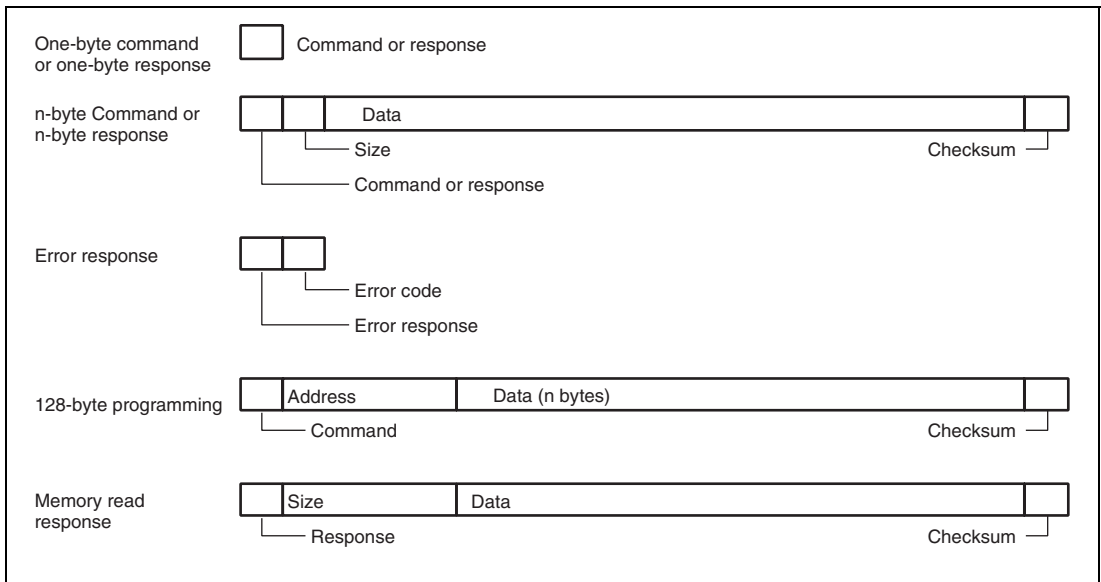 One-byte command
or one-byte response
Command or response
n-byte Command or
n-byte response
Data
Size
Checksum
Command or response
Error response
Error code
Error response
128-byte programming
Address
Data (n bytes)
Command
Checksum
Memory read
response
Size
Data
Response
Checksum